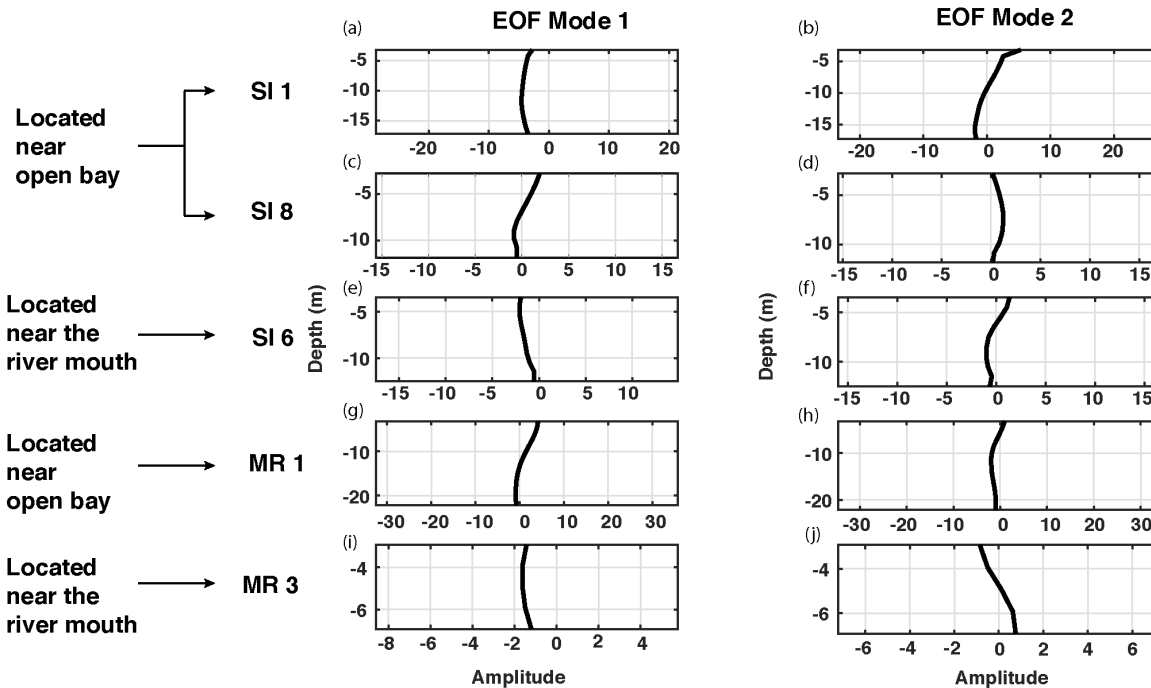 EOF Mode 1
EOF Mode 2
(a)
-5
-10
-15
-20
-10
0
10
20
(b)
-5
-10
-15
-20
-10
0
10
20
SI 1
Located
near
open bay
SI 8
(c)
-5
-10
-15
-10
-5
0
5
10
15
(d)
-5
-10
-15
-10
-5
0
5
10
15
Located
near the
river mouth
SI 6
Depth (m)
(e)
-5
-10
-15
-10
-5
0
5
10
Depth (m)
(f)
-5
-10
-15
-10
-5
0
5
10
15
Located
near
open bay
MR 1
(g)
-10
-20
-30
-20
-10
0
10
20
30
(h)
-10
-20
-30
-20
-10
0
10
20
30
Located
near the
river mouth
MR 3
(i)
-4
-6
-8
-6
-4
-2
0
2
4
(j)
-4
-6
-6
-4
-2
0
2
4
6
Amplitude
Amplitude